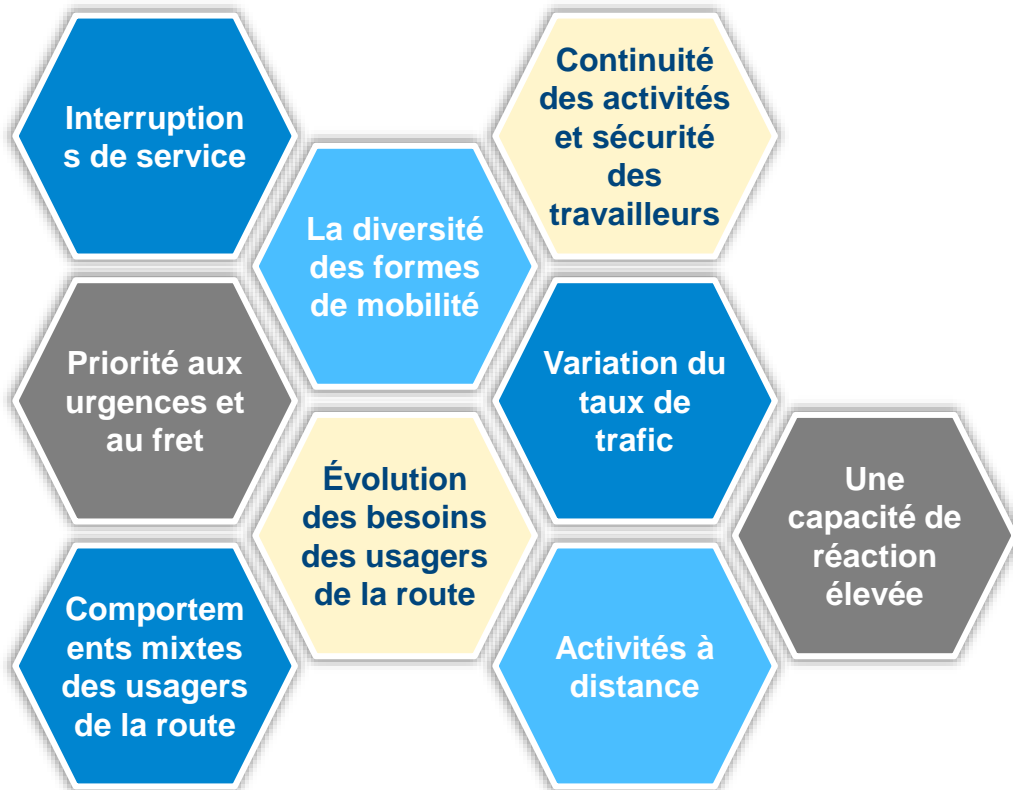 Interruption
s de service
Continuité
des activités
et sécurité
des
travailleurs
La diversité
des formes
de mobilité
Priorité aux
urgences et
au fret
Variation du
taux de
trafic
Évolution
des besoins
des usagers
de la route
Une
capacité de
réaction
élevée
Comportem
ents mixtes
des usagers
de la route
Activités à
distance